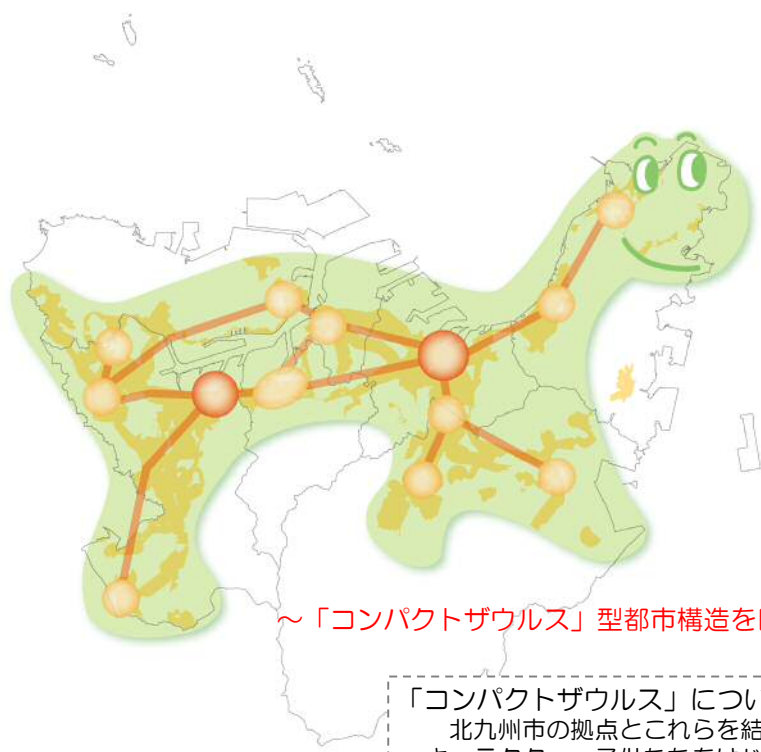 ～「コンパクトザウルス」型都市構造を
「コンパクトザウルス」につい
北九州市の拠点とこれらを結